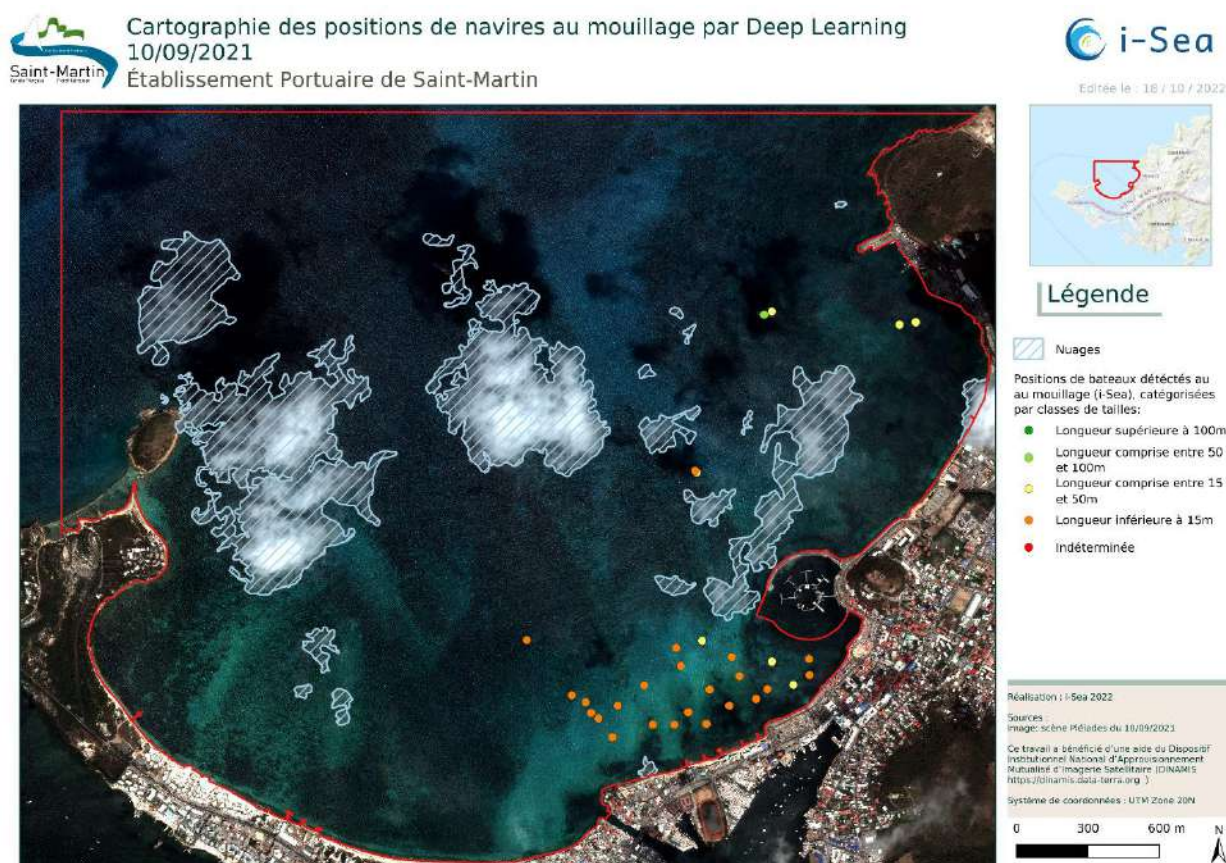 Cartographie des positions de navires au mouillage par Deep Learning
10/09/2021
Établissement Portuaire de Saint-Martin
Saint-Martin
i-Sea
Editée le : 18 / 10 / 2022
Légende
Nuages
Positions de bateaux détéctés au
au mouillage (i-Sea), catégorisées
par classes de tailles:
Longueur supérieure à 100m
Longueur comprise entre 50
et 100m
Longueur comprise entre 15
et 50m
Longueur inférieure à 15m
Indéterminée
Réalisation : i-Sea 2022
Sources :
Image: scène Pléiades du 10/09/2021
Ce travail a bénéficié d'une aide du Dispositif
Institutionnel National d'Approvisionnement
Mutualisé d'Imagerie Satellitaire (DINAMIS
https://dinamis.data-terra.org )
Système de coordonnées : UTM Zone 20N
0 300 600 m
N